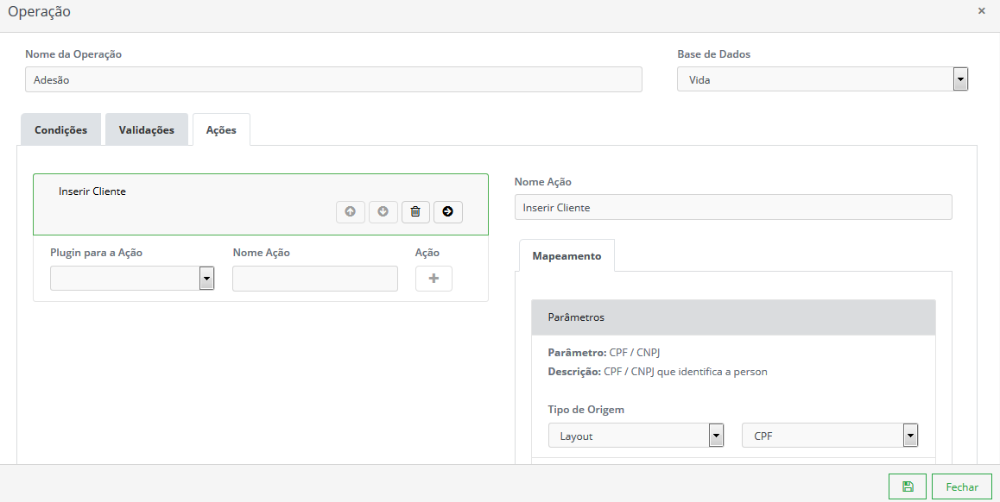 Operação
Nome da Operação
Base de Dados
Adesão
Vida
Condições
Validações
Ações
Inserir Cliente
Plugin para a Ação
Nome Ação
Ação
Nome Ação
Inserir Cliente
Mapeamento
Parâmetros
Parâmetro: CPF / CNPJ
Descrição: CPF / CNPJ que identifica a person
Tipo de Origem
Layout
CPF
Fechar